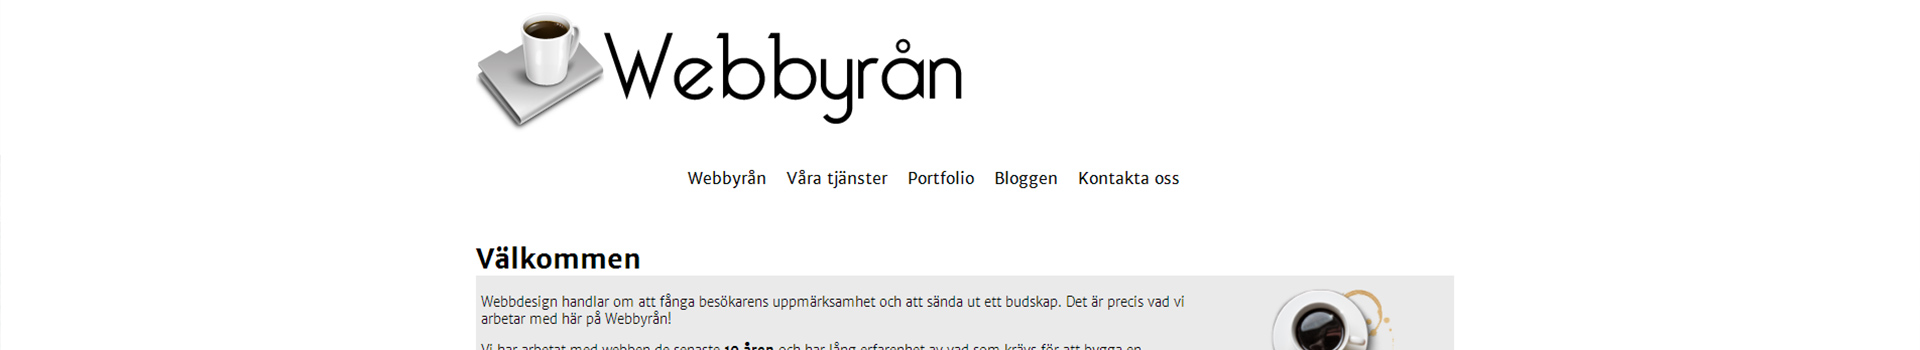 Webbyrån
Webbyrån Våra tjänster Portfolio Bloggen Kontakta oss
Välkommen
Webbdesign handlar om att fånga besökarens uppmärksamhet och att sända ut ett budskap. Det är precis vad vi
arbetar med här på Webbyrån!
Vi har arbetat med webben de senaste 10 åren och har lång erfarenhet av vad som krävs för att bygga en